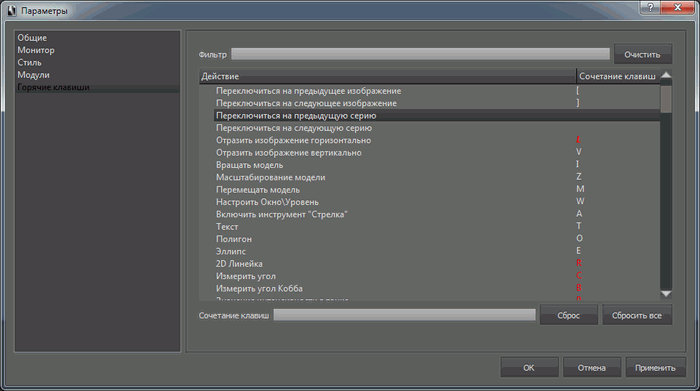 Параметры
Общие
Монитор
Стиль
Модули
Горячие клавиши
Фильтр
Очистить
Действие Сочетание клавиш
Переключиться на предыдущее изображение [
Переключиться на следующее изображение ]
Переключиться на предыдущую серию
Переключиться на следующую серию
Отразить изображение горизонтально
Отразить изображение вертикально V
Вращать модель I
Масштабирование модели Z
Перемещать модель M
Настроить Окно\Уровень W
Включить инструмент "Стрелка" A
Текст T
Полигон O
Эллипс E
2D Линейка R
Измерить угол C
Измерить угол Кобба B
Сочетание клавиш
Сброс
Сбросить все
OK
Отмена
Применить